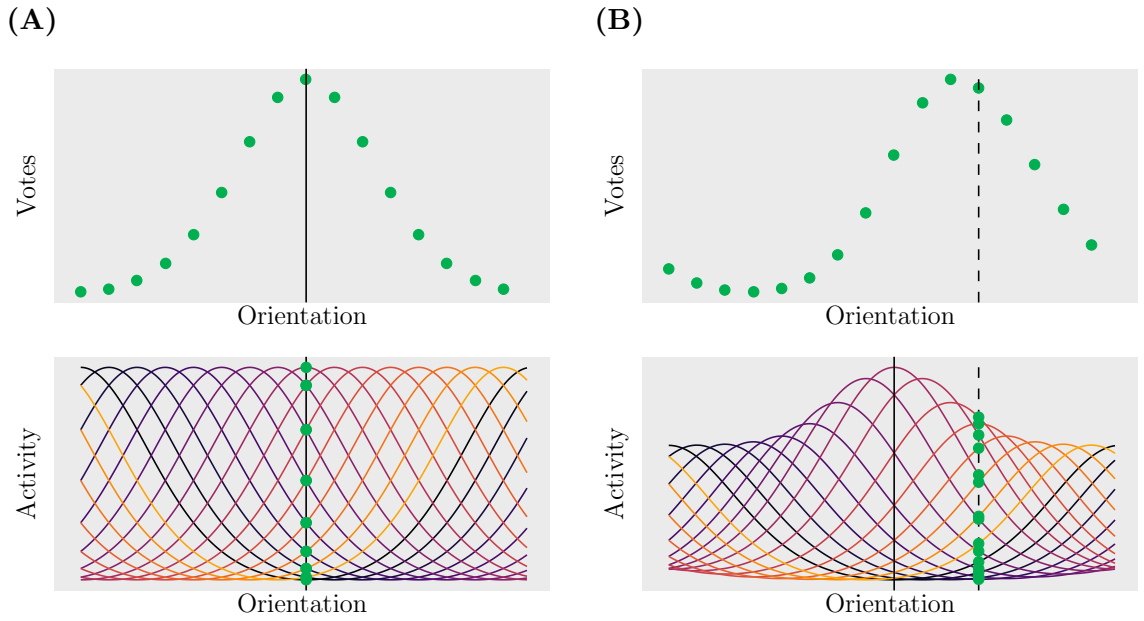 (A)
(B)
Votes
Orientation
Votes
Orientation
Activity
Orientation
Activity
Orientation